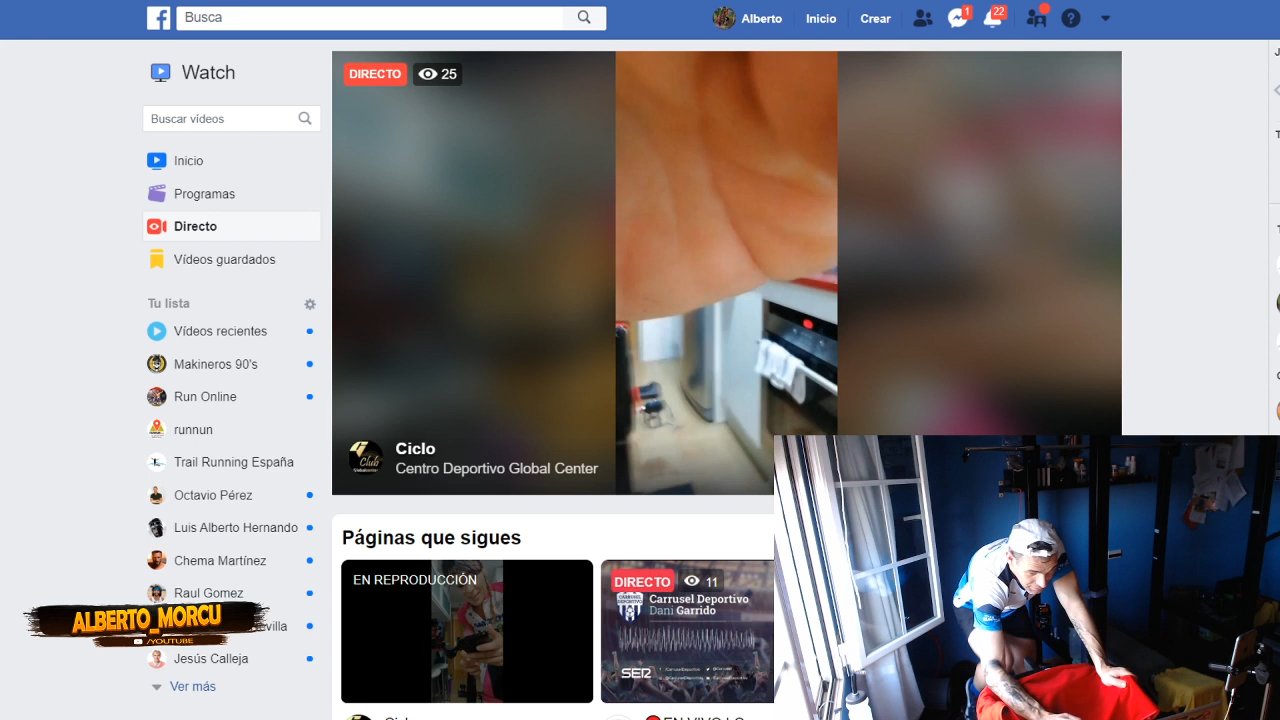 Busca
Alberto
Inicio
Crear
1
22
Watch
Buscar vídeos
Inicio
Programas
Directo
Vídeos guardados
Tu lista
Vídeos recientes
Makineros 90's
Run Online
runnun
Trail Running España
Octavio Pérez
Luis Alberto Hernando
Chema Martínez
Raul Gomez
villa
Jesús Calleja
Ver más
ALBERTO_MORCU
/YOUTUBE
DIRECTO
25
Club
Ciclo
Centro Deportivo Global Center
Páginas que sigues
EN REPRODUCCIÓN
DIRECTO
11
Carrusel Deportivo
Dani Garrido
SER